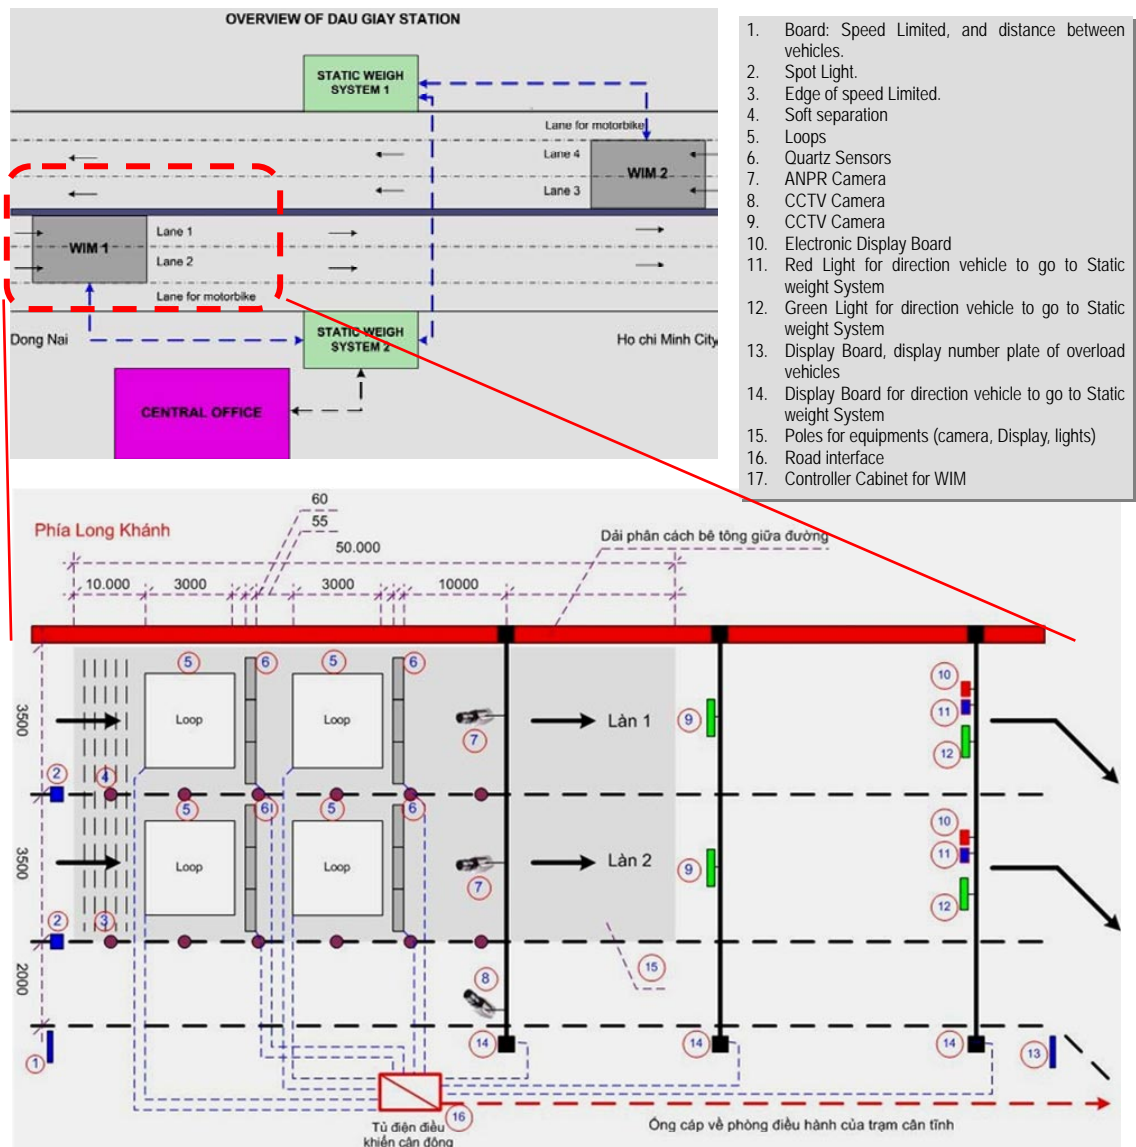 OVERVIEW OF DAU GIAY STATION
STATIC WEIGH
SYSTEM 1
Lane for motorbike
Lane 4
WIM 2
Lane 3
Lane 1
WIM 1
Lane 2
Lane for motorbike
Dong Nai
STATIC WEIGH
SYSTEM 2
Ho chi Minh City
CENTRAL OFFICE
1. Board: Speed Limited, and distance between
vehicles.
2. Spot Light.
3. Edge of speed Limited.
4. Soft separation
5. Loops
6. Quartz Sensors
7. ANPR Camera
8. CCTV Camera
9. CCTV Camera
10. Electronic Display Board
11. Red Light for direction vehicle to go to Static
weight System
12. Green Light for direction vehicle to go to Static
weight System
13. Display Board, display number plate of overload
vehicles
14. Display Board for direction vehicle to go to Static
weight System
15. Poles for equipments (camera, Display, lights)
16. Road interface
17. Controller Cabinet for WIM
60
Phía Long Khánh
55
Dải phân cách bê tông giữa đường
50.000
10.000 3000 3000 10000
5 6 5 6
10
3500
Loop Loop
7
Làn 1
9
11
12
2 4
5 6 5 6
10
3500
Loop Loop
7
Làn 2
9
11
12
2 3
2000
8
15
1
14 14 14 13
16
Tủ điện điều
khiển cân động
Ống cáp về phòng điều hành của trạm cân tĩnh